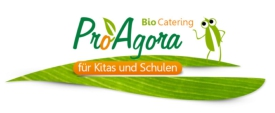 Bio Catering
ProAgora
für Kitas und Schulen